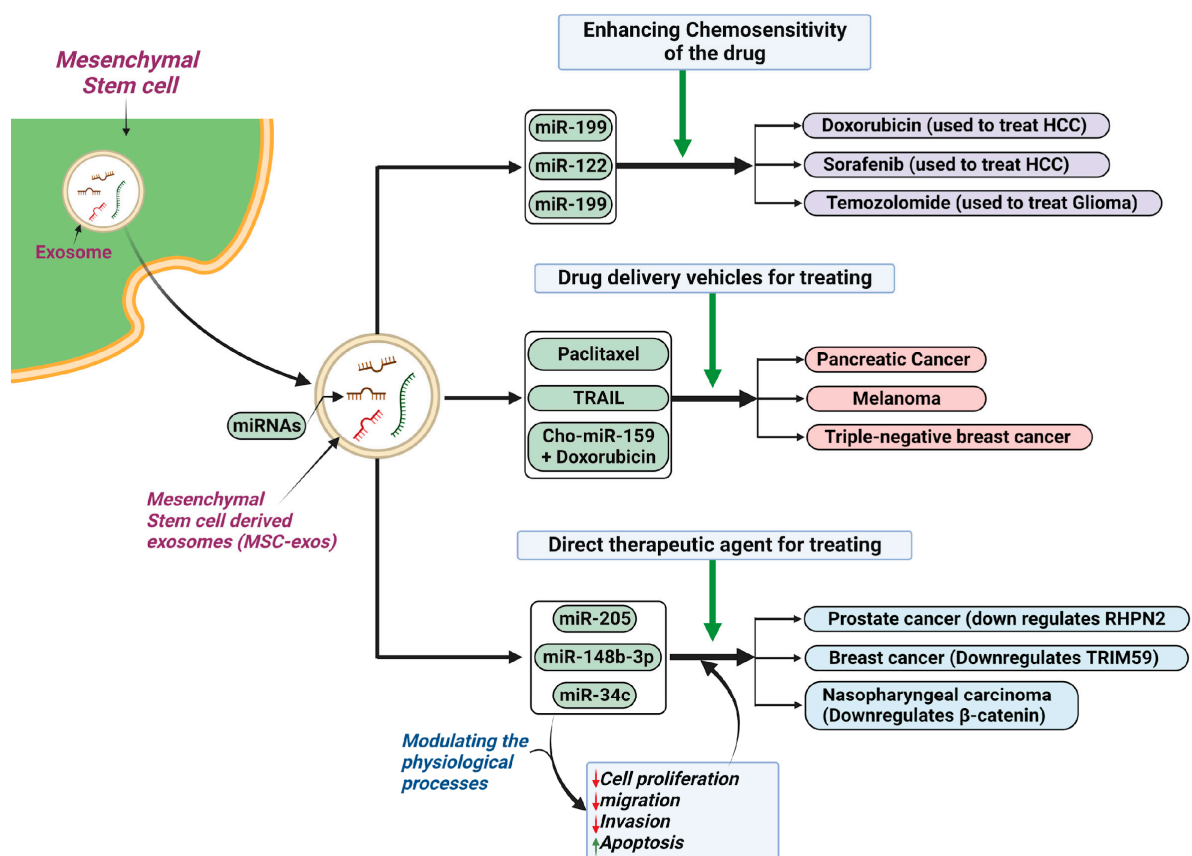 Mesenchymal
Stem cell
Exosome
miRNAs
Mesenchymal
Stem cell derived
exosomes (MSC-exos)
Enhancing Chemosensitivity
of the drug
miR-199
miR-122
miR-199
Doxorubicin (used to treat HCC)
Sorafenib (used to treat HCC)
Temozolomide (used to treat Glioma)
Drug delivery vehicles for treating
Paclitaxel
TRAIL
Cho-miR-159
+ Doxorubicin
Pancreatic Cancer
Melanoma
Triple-negative breast cancer
Direct therapeutic agent for treating
miR-205
miR-148b-3p
miR-34c
Prostate cancer (down regulates RHPN2
Breast cancer (Downregulates TRIM59)
Nasopharyngeal carcinoma
(Downregulates β-catenin)
Modulating the
physiological
processes
Cell proliferation
migration
Invasion
Apoptosis